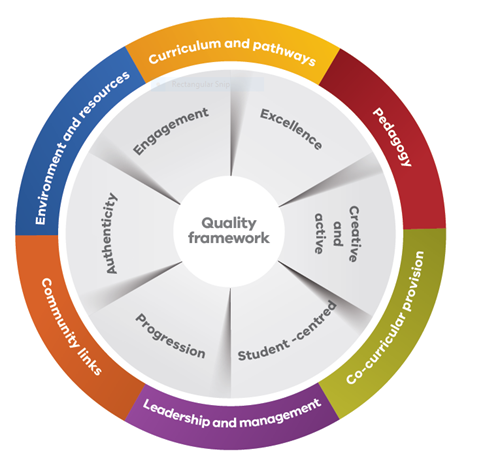 Curriculum and pathways
Pedagogy
Co-curricular provision
Leadership and management
Community links
Environment and resources
Engagement
Excellence
Creative
and
active
Student -centred
Progression
Authenticity
Quality
framework